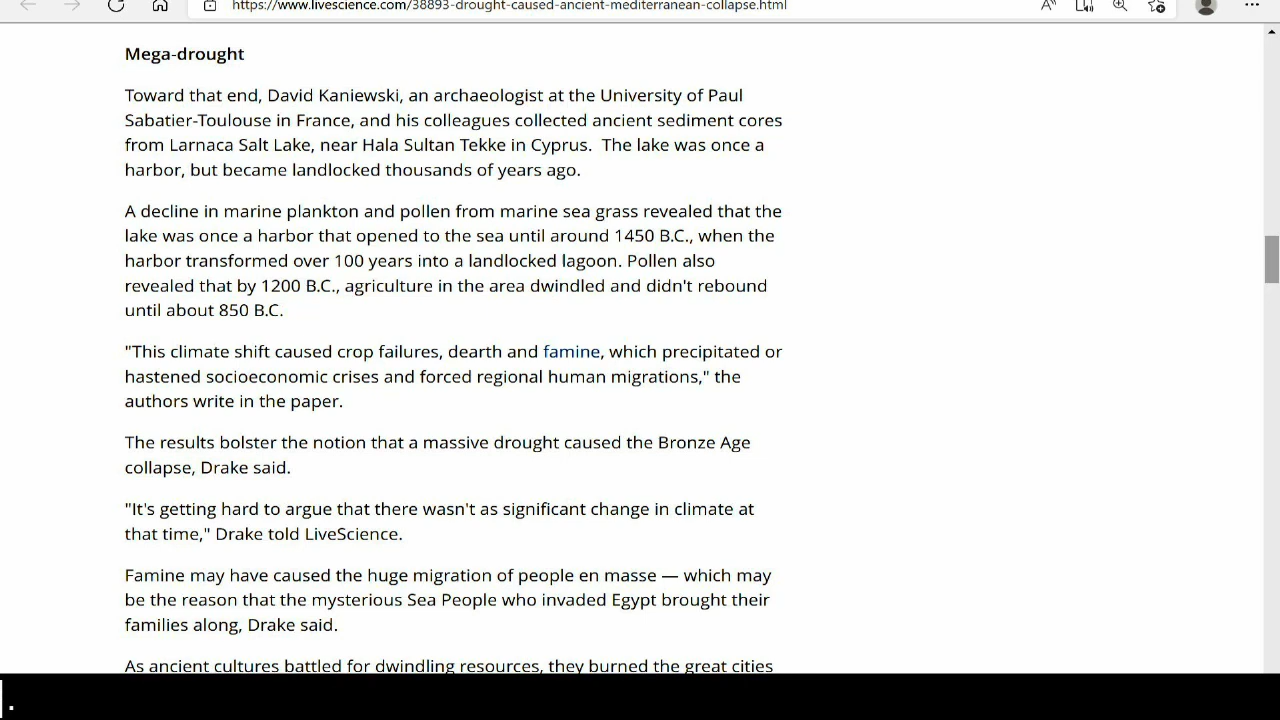 https://www.livescience.com/38893-drought-caused-ancient-mediterranean-collapse.html
Mega-drought
Toward that end, David Kaniewski, an archaeologist at the University of Paul
Sabatier-Toulouse in France, and his colleagues collected ancient sediment cores
from Larnaca Salt Lake, near Hala Sultan Tekke in Cyprus.  The lake was once a
harbor, but became landlocked thousands of years ago.
A decline in marine plankton and pollen from marine sea grass revealed that the
lake was once a harbor that opened to the sea until around 1450 B.C., when the
harbor transformed over 100 years into a landlocked lagoon. Pollen also
revealed that by 1200 B.C., agriculture in the area dwindled and didn't rebound
until about 850 B.C.
"This climate shift caused crop failures, dearth and famine, which precipitated or
hastened socioeconomic crises and forced regional human migrations," the
authors write in the paper.
The results bolster the notion that a massive drought caused the Bronze Age
collapse, Drake said.
"It's getting hard to argue that there wasn't as significant change in climate at
that time," Drake told LiveScience.
Famine may have caused the huge migration of people en masse — which may
be the reason that the mysterious Sea People who invaded Egypt brought their
families along, Drake said.
As ancient cultures battled for dwindling resources, they burned the great cities
.